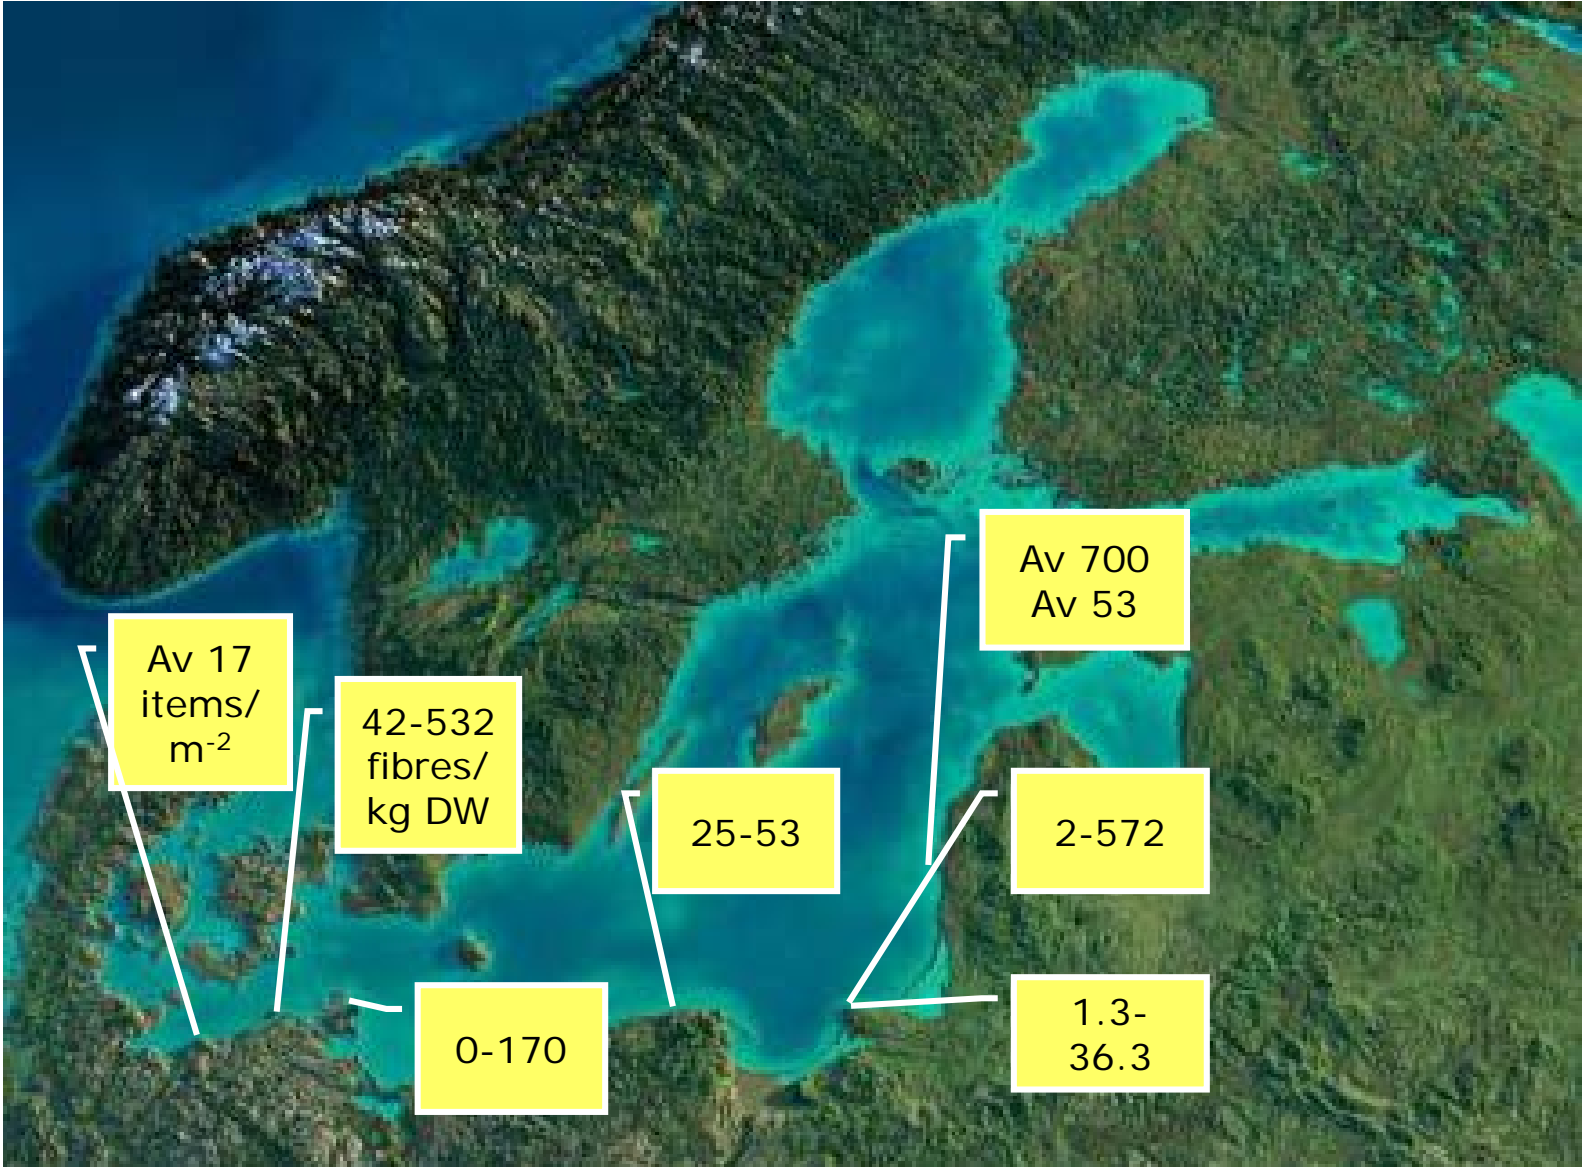 Av 700
Av 53
Av 17
items/
m⁻²
42-532
fibres/
kg DW
25-53
2-572
0-170
1.3-
36.3